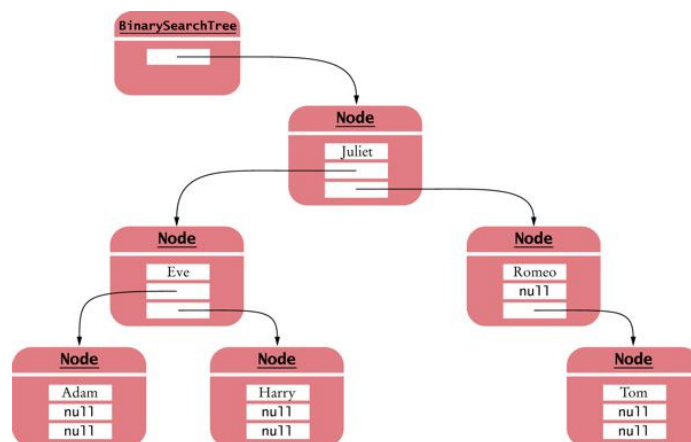 BinarySearchTree
Node
Juliet
Node
Eve
Node
Romeo
null
Node
Adam
null
null
Node
Harry
null
null
Node
Tom
null
null